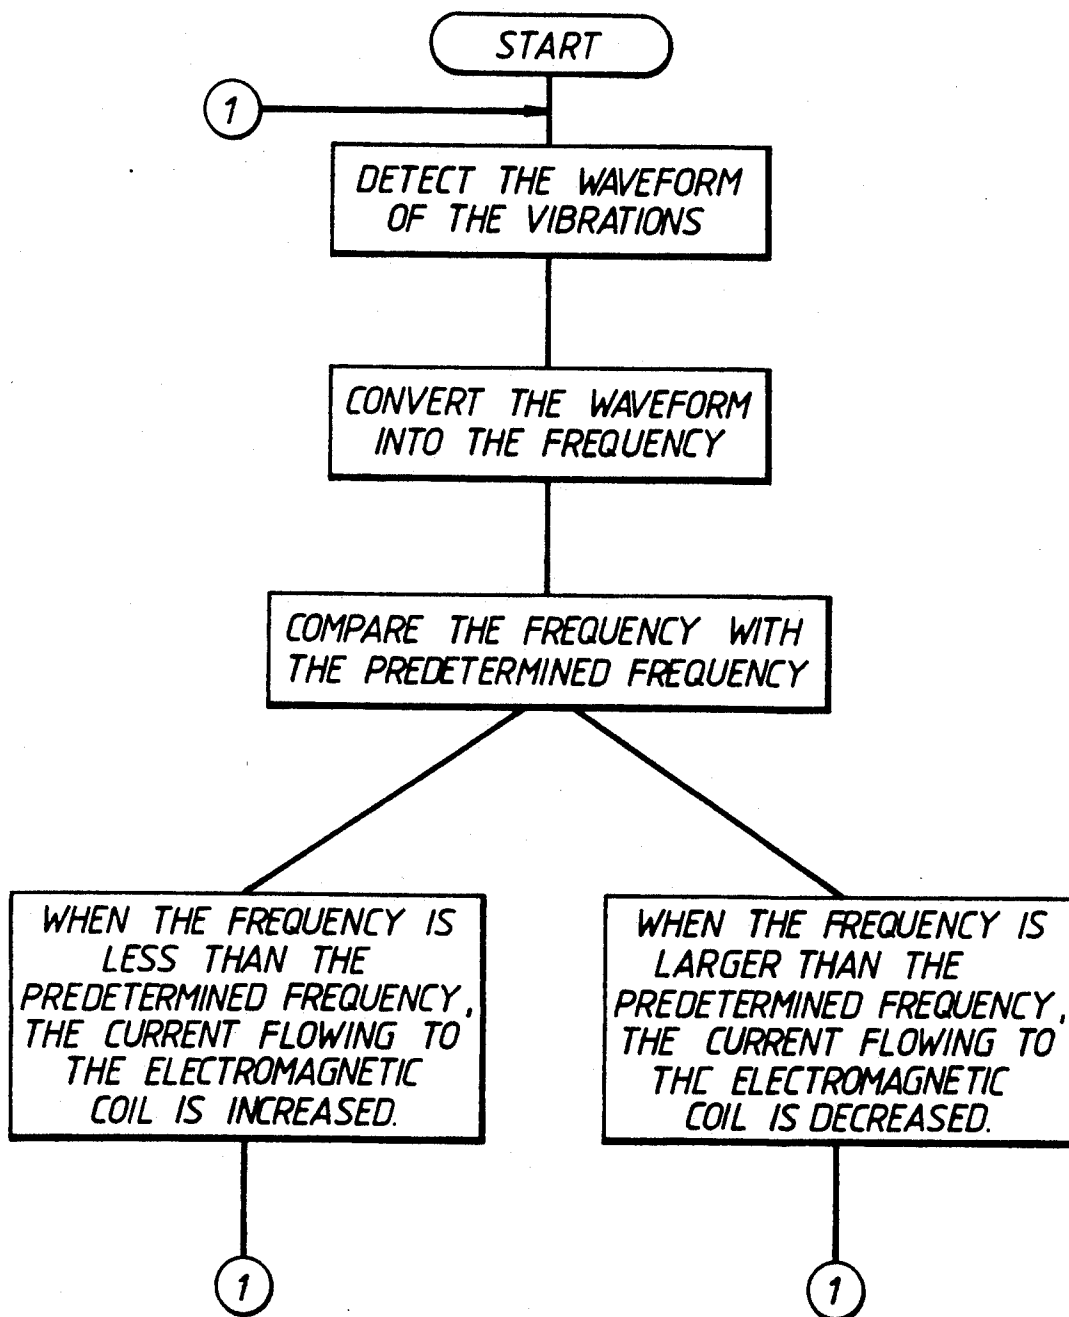 START
1
DETECT THE WAVEFORM
OF THE VIBRATIONS
CONVERT THE WAVEFORM
INTO THE FREQUENCY
COMPARE THE FREQUENCY WITH
THE PREDETERMINED FREQUENCY
WHEN THE FREQUENCY IS
LESS THAN THE
PREDETERMINED FREQUENCY,
THE CURRENT FLOWING TO
THE ELECTROMAGNETIC
COIL IS INCREASED.
WHEN THE FREQUENCY IS
LARGER THAN THE
PREDETERMINED FREQUENCY,
THE CURRENT FLOWING TO
THC ELECTROMAGNETIC
COIL IS DECREASED.
1
1